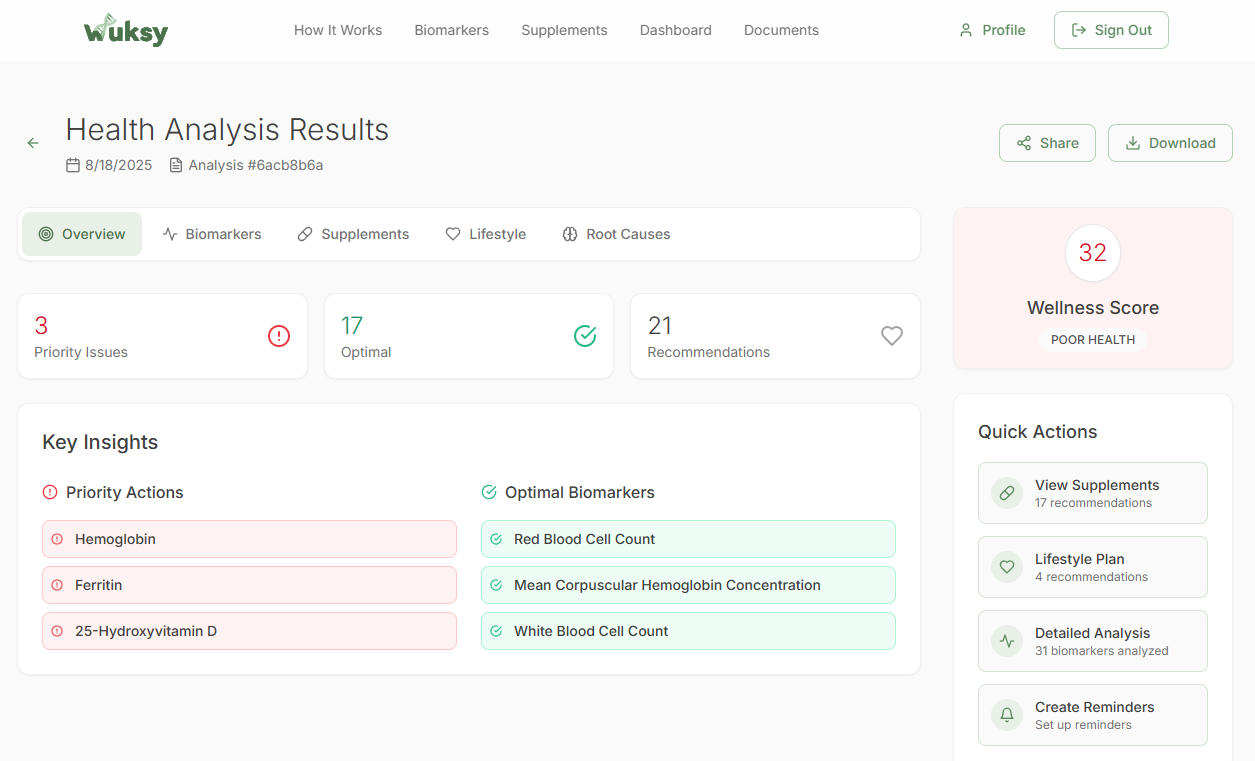 Wuksy How It Works Biomarkers Supplements Dashboard Documents Profile Sign Out
Health Analysis Results
8/18/2025 Analysis #6acb8b6a
Share Download
Overview Biomarkers Supplements Lifestyle Root Causes
3
Priority Issues
17
Optimal
21
Recommendations
32
Wellness Score
POOR HEALTH
Key Insights
Priority Actions
Hemoglobin
Ferritin
25-Hydroxyvitamin D
Optimal Biomarkers
Red Blood Cell Count
Mean Corpuscular Hemoglobin Concentration
White Blood Cell Count
Quick Actions
View Supplements
17 recommendations
Lifestyle Plan
4 recommendations
Detailed Analysis
31 biomarkers analyzed
Create Reminders
Set up reminders